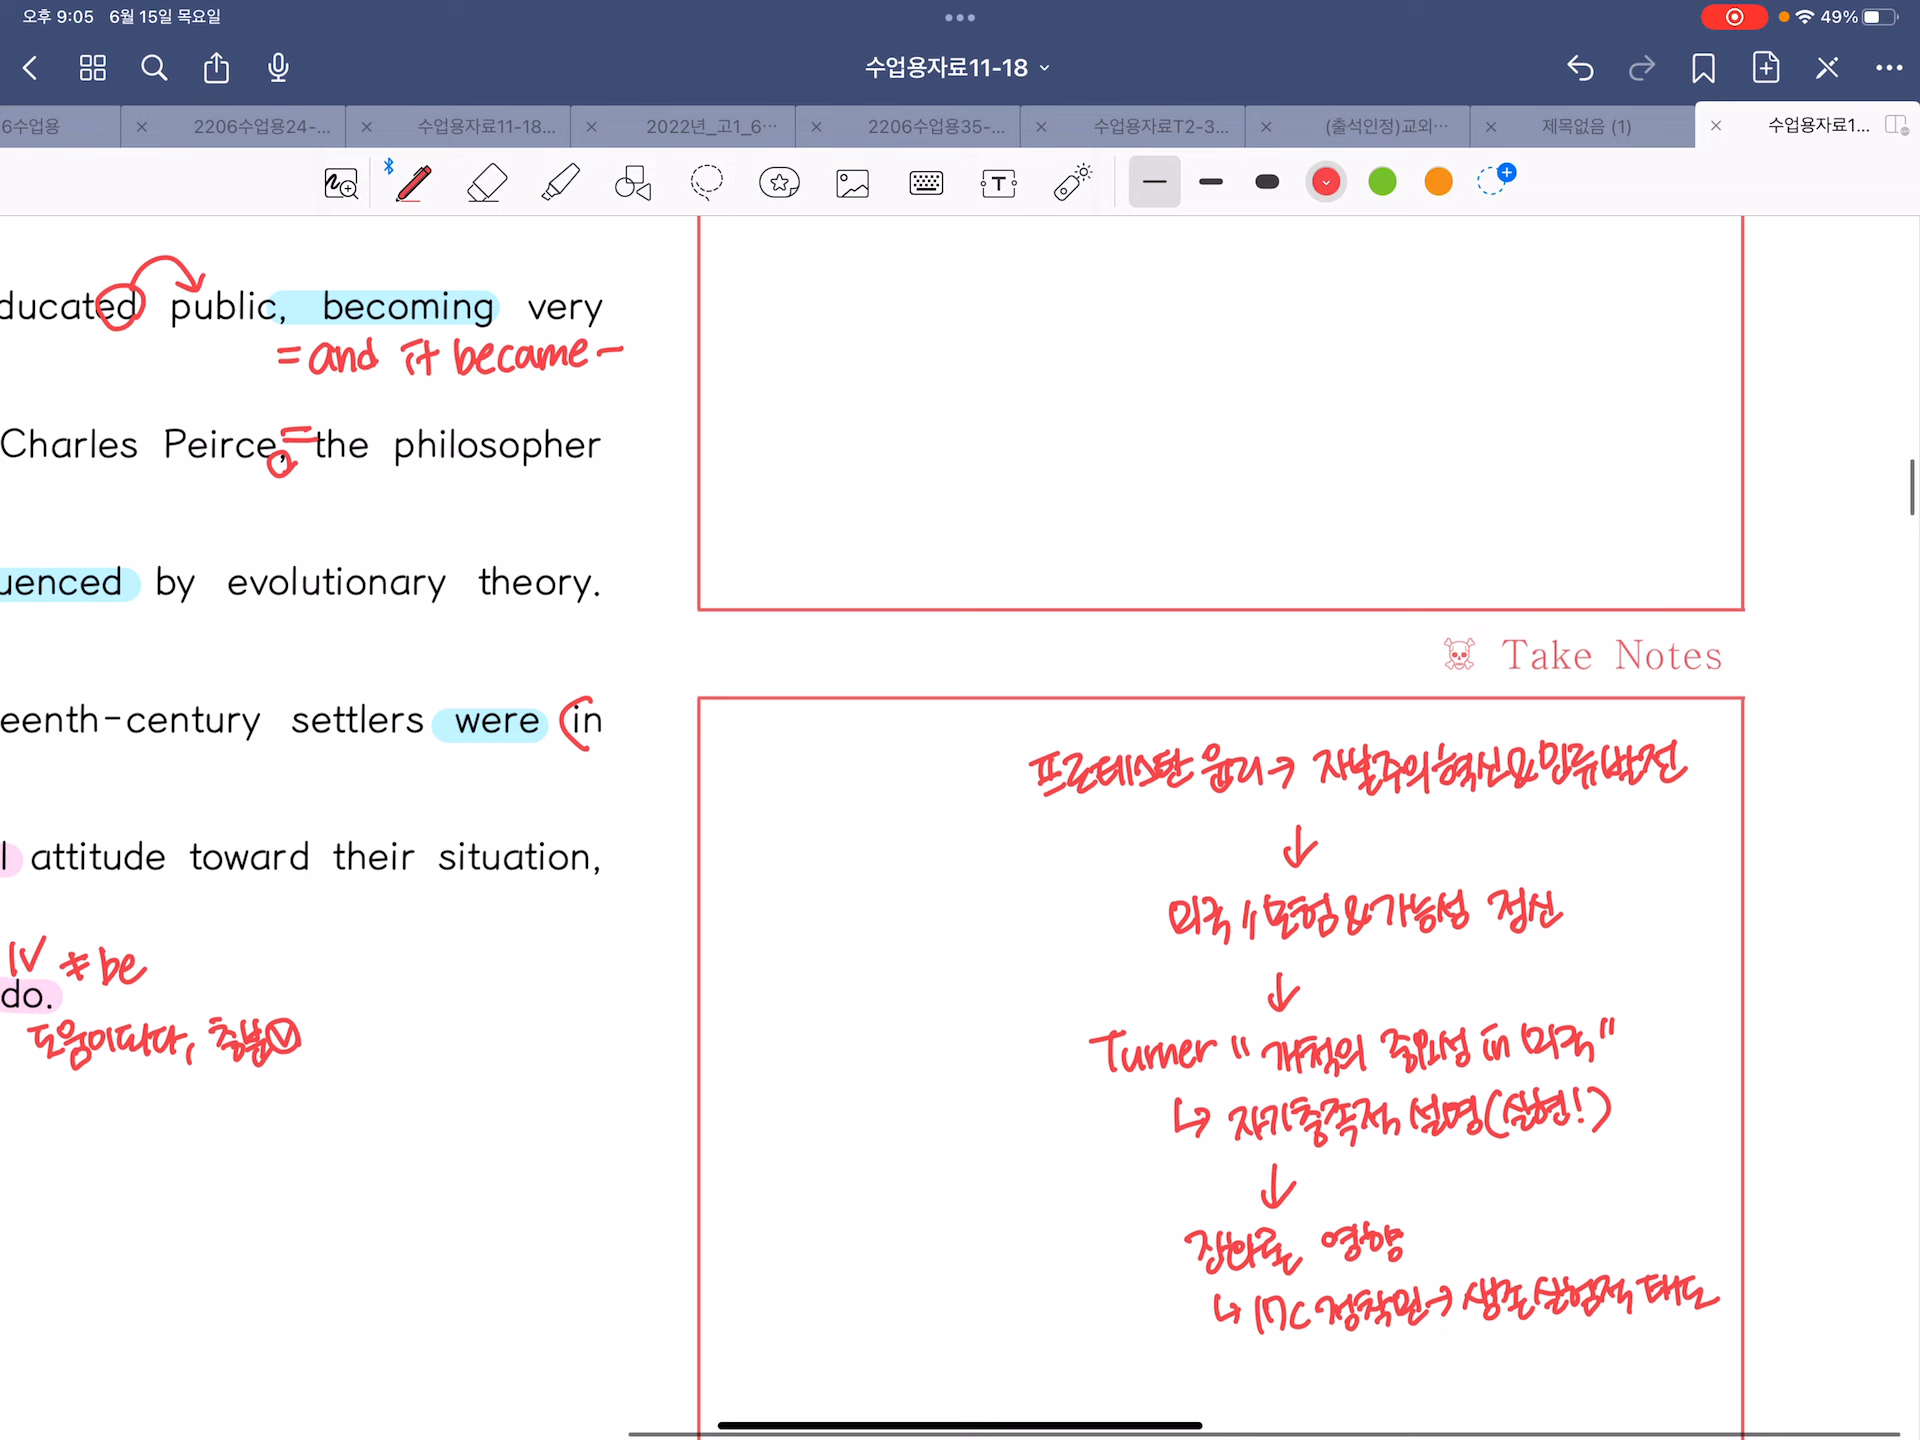 오후 9:05 6월 15일 목요일
49%
수업용자료11-18
6수업용
2206수업용24-...
수업용자료11-18...
2022년_고1_6…
2206수업용35-...
수업용자료T2-3...
(출석인정)교외…
제목없음 (1)
수업용자료1...
ducated public, becoming very
= and it became ~
Charles Peirce, = the philosopher
uenced by evolutionary theory.
eenth-century settlers were (in
l attitude toward their situation,
IV ≠ be
do.
도움이되다, 충분ⓥ
Take Notes
프로테스탄 윤리 → 자본주의 혁신 & 인류발전
↓
미국 " 모험 & 가능성 정신
↓
Turner " 개척의 중요성 in 미국 "
↳ 자기충족적 설명 (실현!)
↓
진화론 영향
↳ 17C 정착민 → 생존 실험적 태도